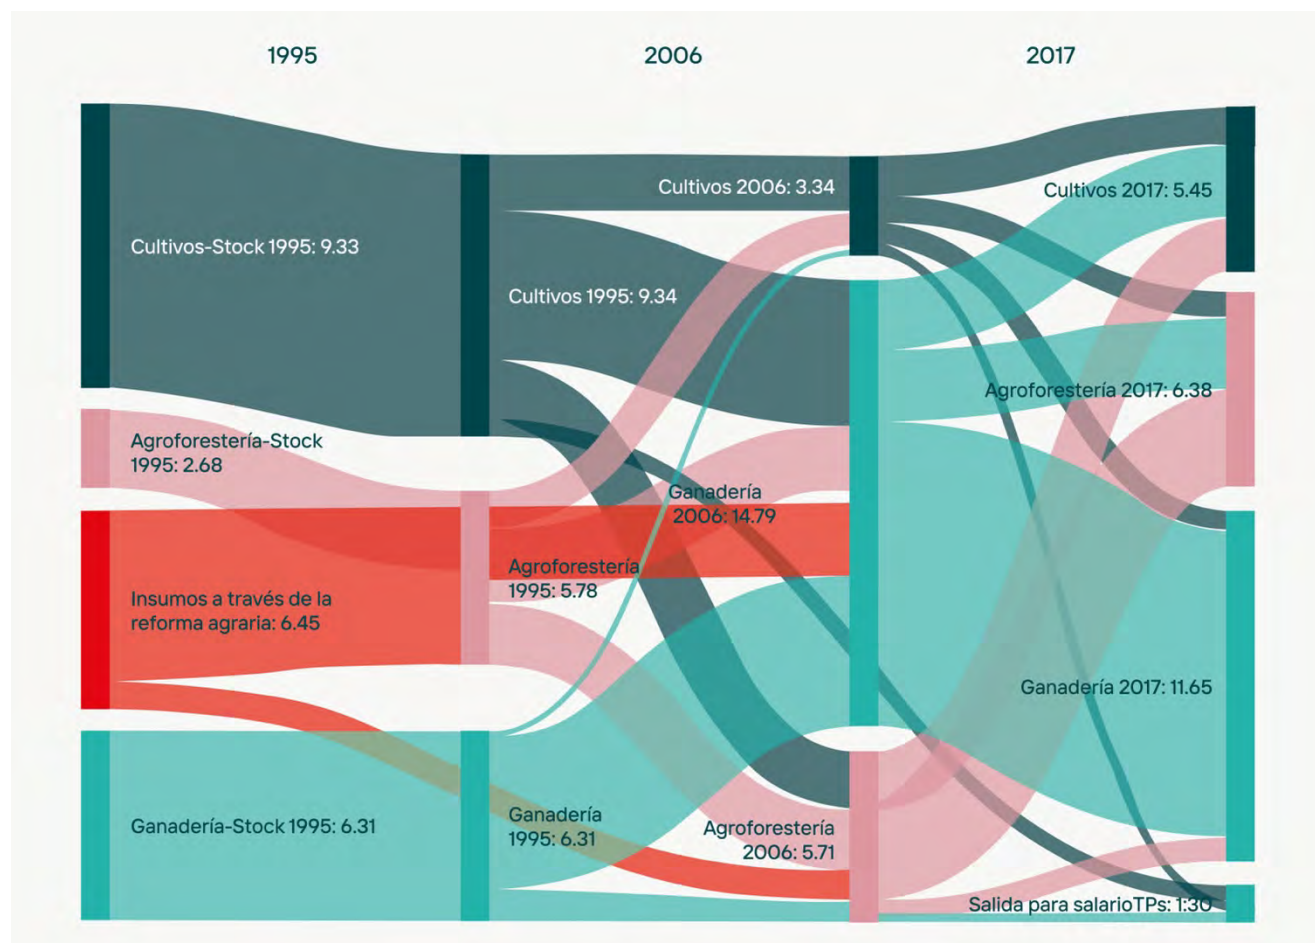 1995
2006
2017
Cultivos-Stock 1995: 9.33
Agroforestería-Stock
1995: 2.68
Insumos a través de la
reforma agraria: 6.45
Ganadería-Stock 1995: 6.31
Cultivos 2006: 3.34
Cultivos 1995: 9.34
Ganadería
2006: 14.79
Agroforestería
1995: 5.78
Ganadería
1995: 6.31
Agroforestería
2006: 5.71
Cultivos 2017: 5.45
Agroforestería 2017: 6.38
Ganadería 2017: 11.65
Salida para salarioTPs: 1:30